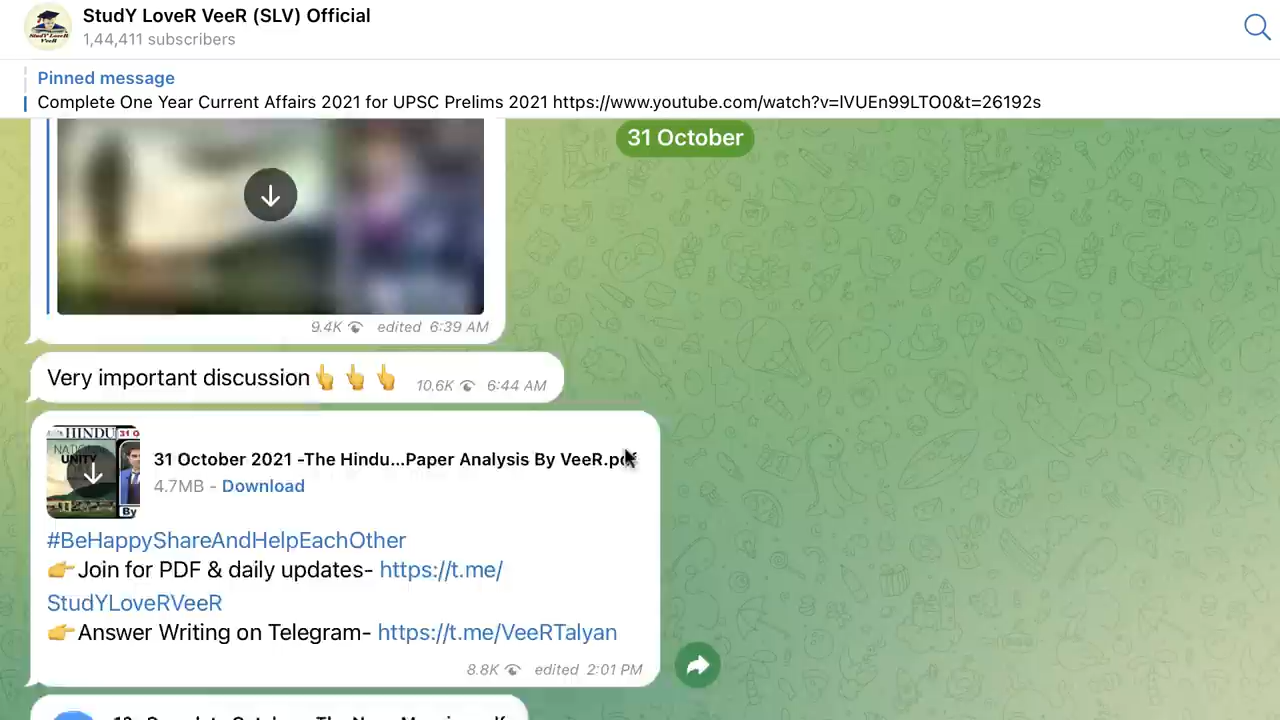 StudY LoveR VeeR (SLV) Official
1,44,411 subscribers
Pinned message
Complete One Year Current Affairs 2021 for UPSC Prelims 2021 https://www.youtube.com/watch?v=lVUEn99LTO0&t=26192s
31 October
9.4K edited 6:39 AM
Very important discussion👆👆👆 10.6K 6:44 AM
HINDU
NATIONAL
UNITY
By
31 October 2021 -The Hindu...Paper Analysis By VeeR.pdf
4.7MB - Download
#BeHappyShareAndHelpEachOther
👉Join for PDF & daily updates- https://t.me/
StudYLoveRVeeR
👉Answer Writing on Telegram- https://t.me/VeeRTalyan
8.8K edited 2:01 PM